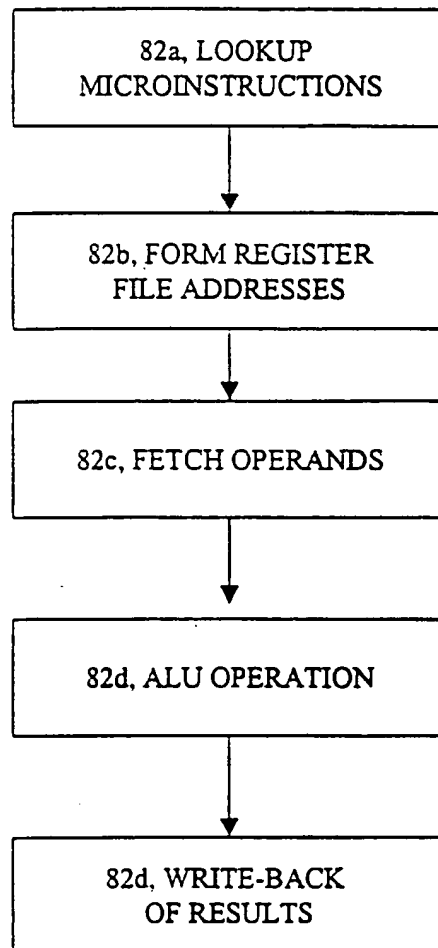 82a, LOOKUP
MICROINSTRUCTIONS
82b, FORM REGISTER
FILE ADDRESSES
82c, FETCH OPERANDS
82d, ALU OPERATION
82d, WRITE-BACK
OF RESULTS